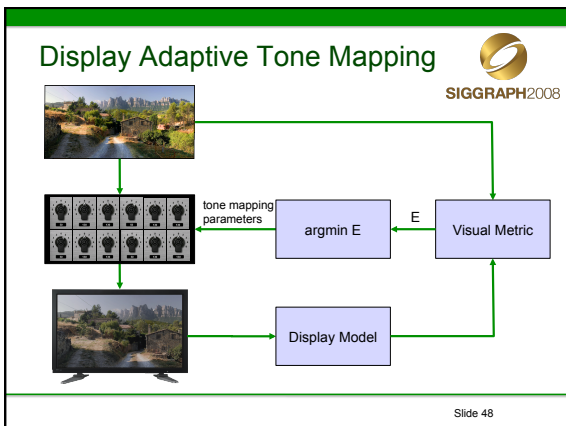 Display Adaptive Tone Mapping
SIGGRAPH2008
tone mapping
parameters
argmin E
E
Visual Metric
Display Model
Slide 48